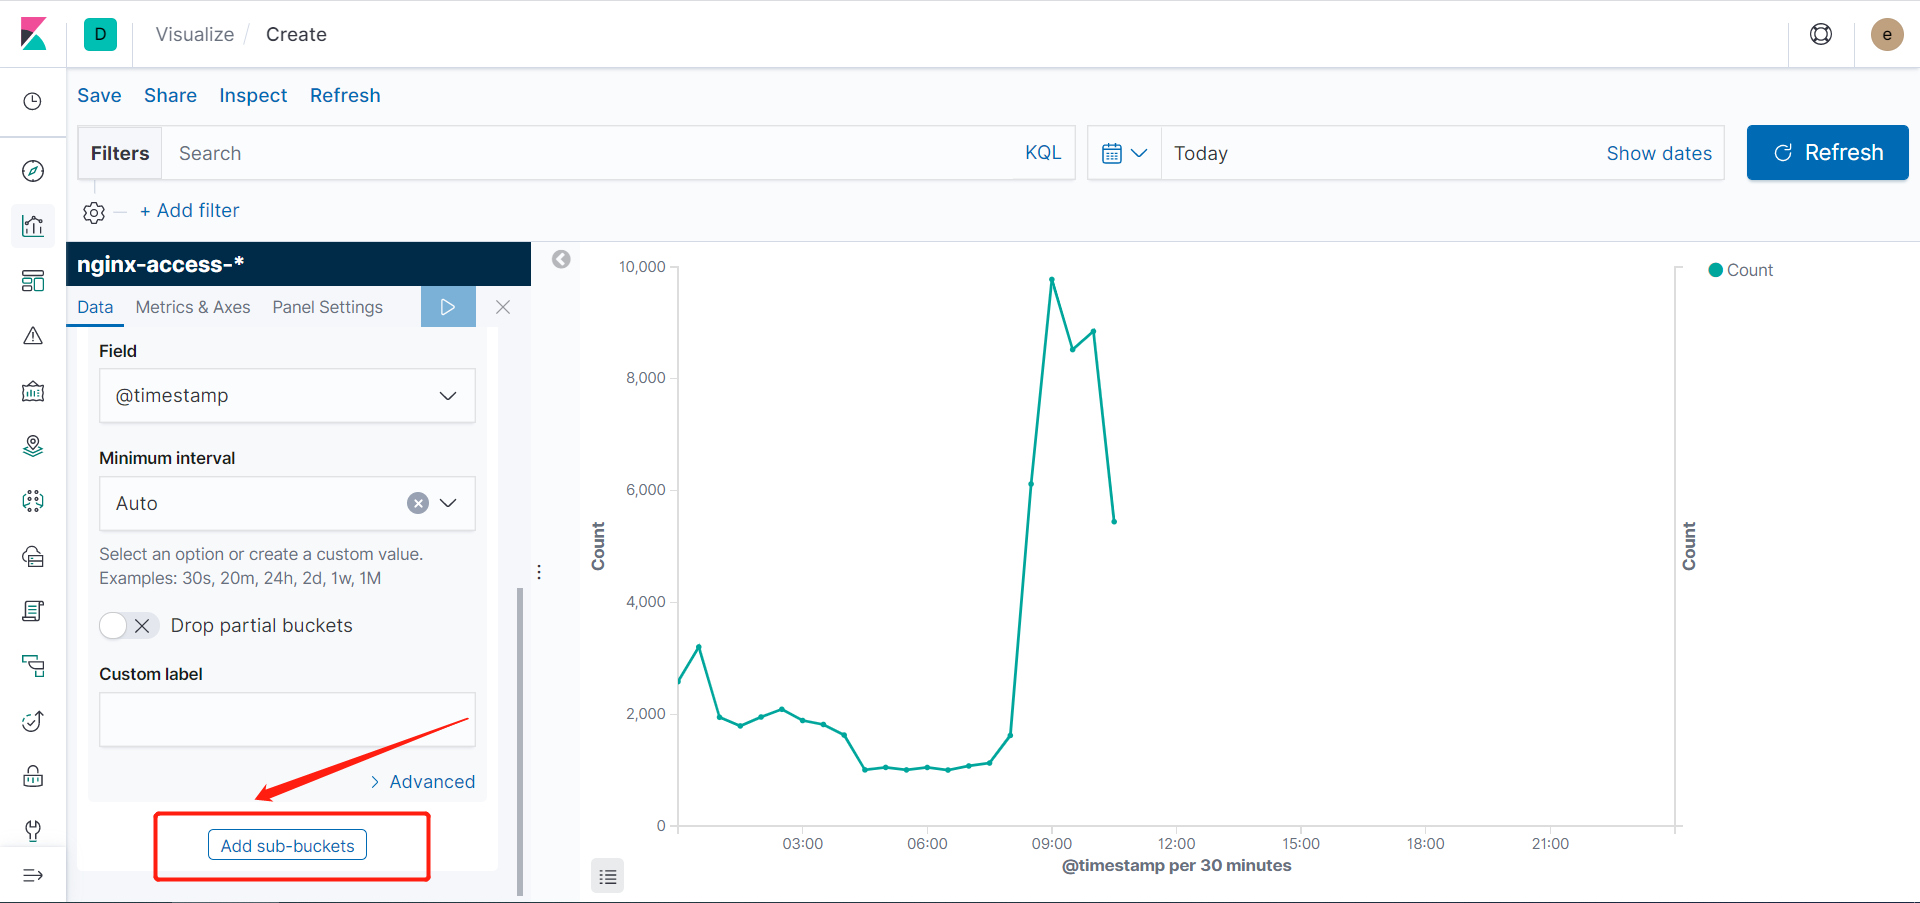 D Visualize / Create e
Save Share Inspect Refresh
Filters Search KQL Today Show dates Refresh
+ Add filter
nginx-access-*
Data Metrics & Axes Panel Settings
Field
@timestamp
Minimum interval
Auto
Select an option or create a custom value.
Examples: 30s, 20m, 24h, 2d, 1w, 1M
Drop partial buckets
Custom label
Advanced
Add sub-buckets
10,000
8,000
6,000
4,000
2,000
0
Count
03:00 06:00 09:00 12:00 15:00 18:00 21:00
@timestamp per 30 minutes
Count
Count